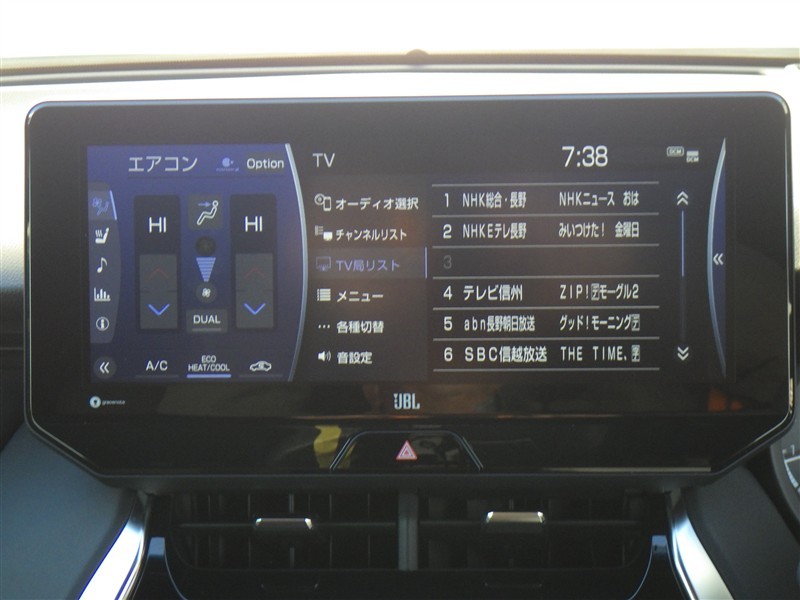 エアコン
Option
TV
7:38
DCM
HI
HI
DUAL
A/C
ECO
HEAT/COOL
オーディオ選択
チャンネルリスト
TV局リスト
メニュー
各種切替
音設定
1 NHK総合・長野 NHKニュース おは
2 NHKEテレ長野 みいつけた! 金曜日
3
4 テレビ信州 ZIP!デモーグル2
5 abn長野朝日放送 グッド!モーニングデ
6 SBC信越放送 THE TIME、デ
gracenote
JBL